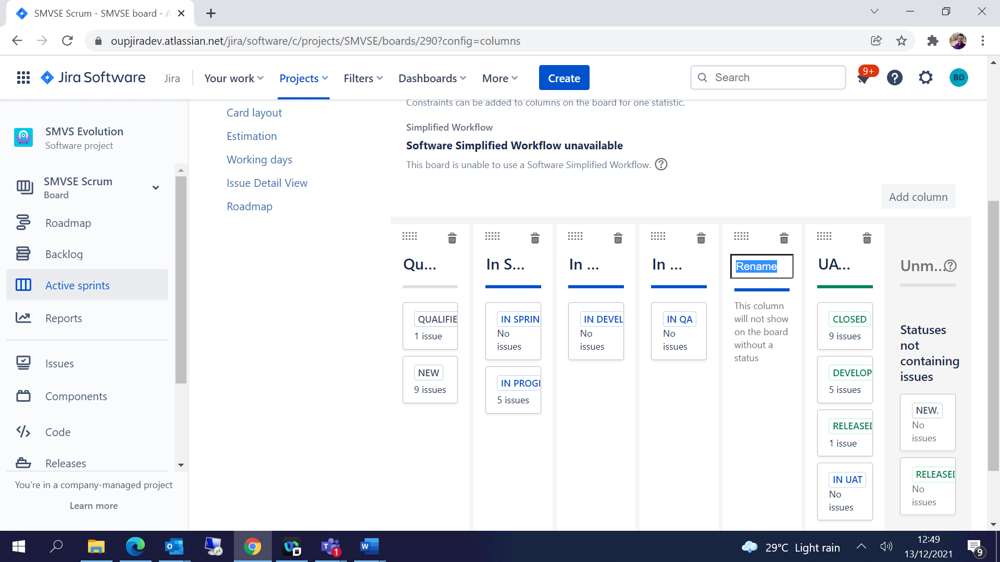 SMVSE Scrum - SMVSE board - A
oupjiradev.atlassian.net/jira/software/c/projects/SMVSE/boards/290?config=columns
Jira Software
Jira
Your work
Projects
Filters
Dashboards
More
Create
Search
9+
BD
SMVS Evolution
Software project
SMVSE Scrum
Board
Roadmap
Backlog
Active sprints
Reports
Issues
Components
Code
Releases
You're in a company-managed project
Learn more
Card layout
Estimation
Working days
Issue Detail View
Roadmap
Constraints can be added to columns on the board for one statistic.
Simplified Workflow
Software Simplified Workflow unavailable
This board is unable to use a Software Simplified Workflow.
Add column
Qu...
QUALIFIE
1 issue
NEW
9 issues
In S...
IN SPRIN
No
issues
IN PROG
5 issues
In ...
IN DEVEL
No
issues
In ...
IN QA
No
issues
Rename
This column
will not show
on the board
without a
status
UA...
CLOSED
9 issues
DEVELOP
5 issues
RELEASED
1 issue
IN UAT
No
issues
Unm...
Statuses
not
containing
issues
NEW.
No
issues
RELEASED
No
issues
29°C Light rain
12:49
13/12/2021
9
1